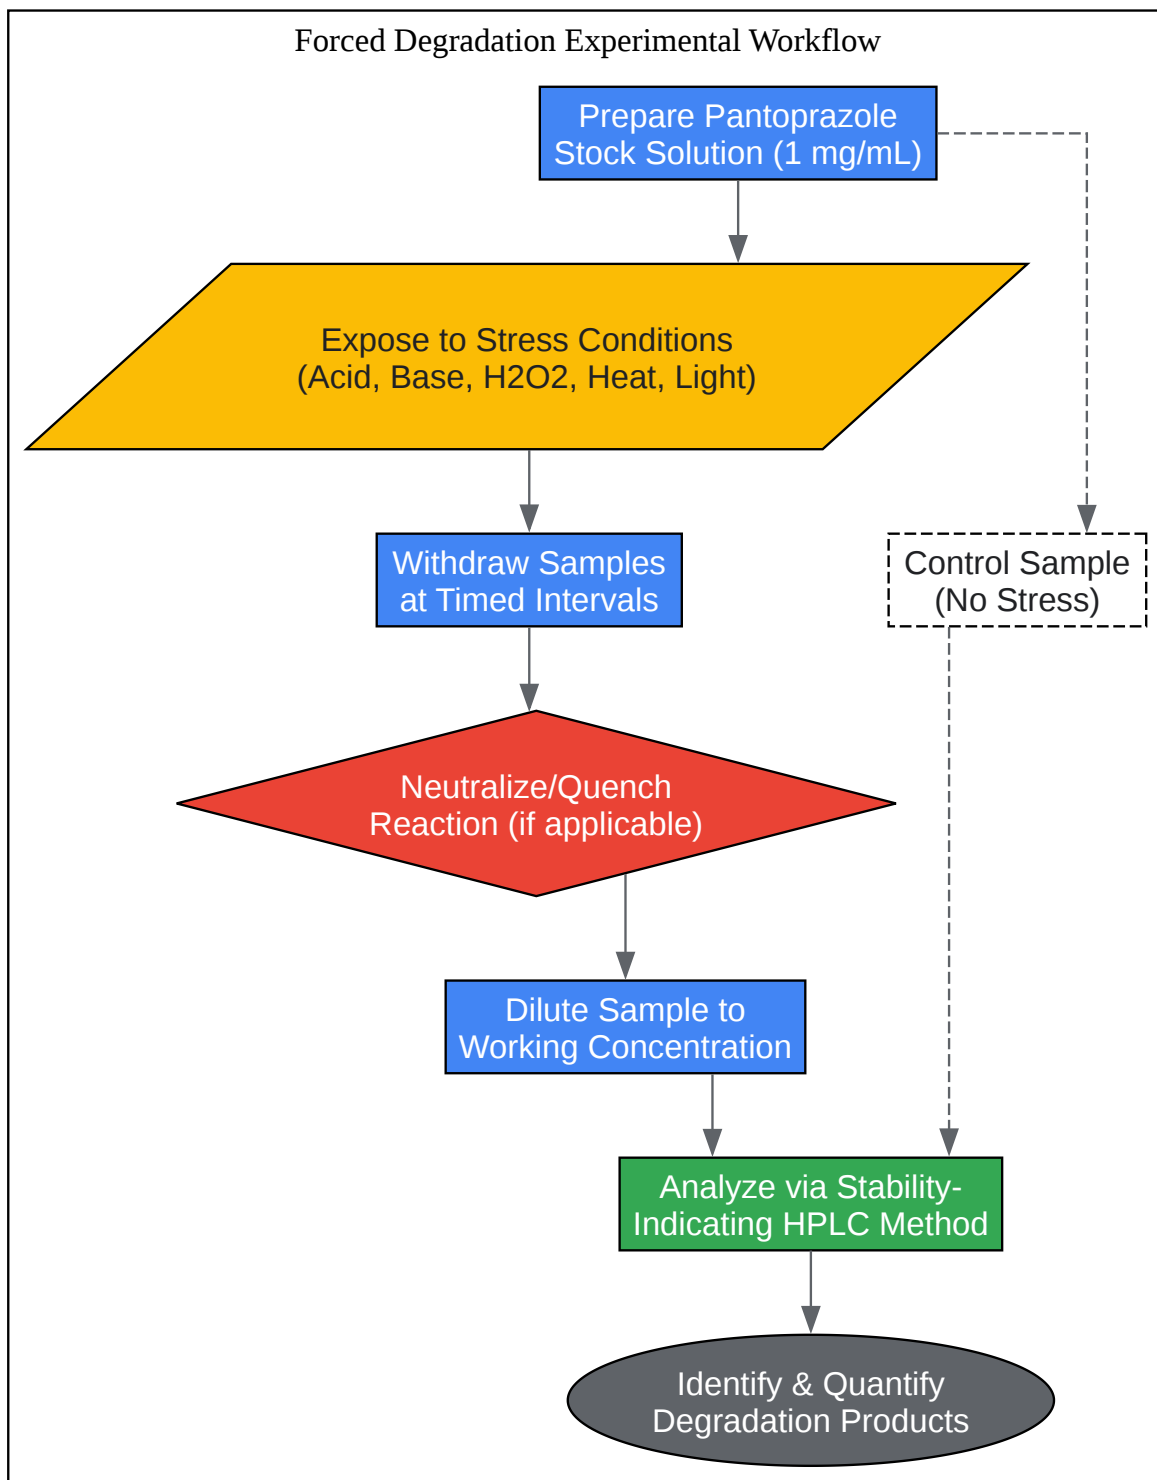 Forced Degradation Experimental Workflow
Prepare Pantoprazole
Stock Solution (1 mg/mL)
Expose to Stress Conditions
(Acid, Base, H2O2, Heat, Light)
Withdraw Samples
at Timed Intervals
Control Sample
(No Stress)
Neutralize/Quench
Reaction (if applicable)
Dilute Sample to
Working Concentration
Analyze via Stability-
Indicating HPLC Method
Identify & Quantify
Degradation Products